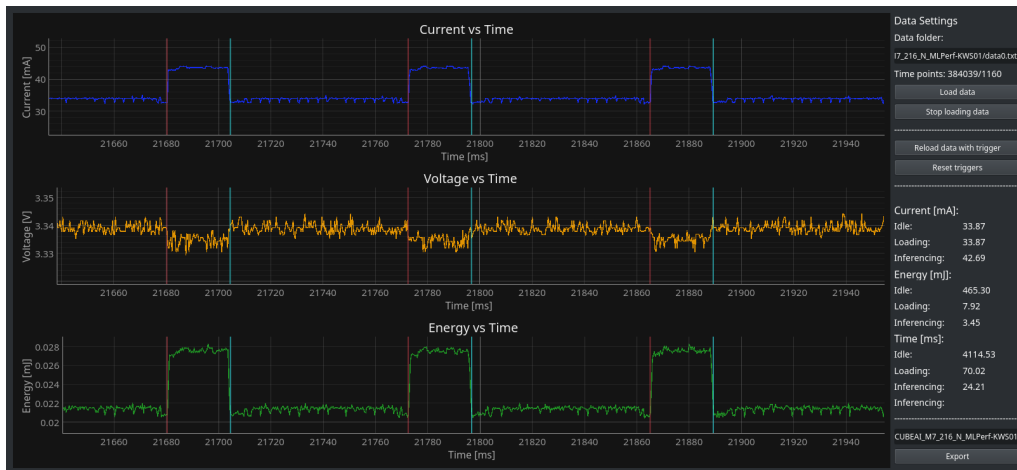 Current vs Time
50
40
30
Current [mA]
21660 21680 21700 21720 21740 21760 21780 21800 21820 21840 21860 21880 21900 21920 21940
Time [ms]
Voltage vs Time
3.35
3.34
3.33
Voltage [V]
21660 21680 21700 21720 21740 21760 21780 21800 21820 21840 21860 21880 21900 21920 21940
Time [ms]
Energy vs Time
0.028
0.026
0.024
0.022
0.02
Energy [mJ]
21660 21680 21700 21720 21740 21760 21780 21800 21820 21840 21860 21880 21900 21920 21940
Time [ms]
Data Settings
Data folder:
I7_216_N_MLPerf-KWS01/data0.txt
Time points: 384039/1160
Load data
Stop loading data
Reload data with trigger
Reset triggers
Current [mA]:
Idle: 33.87
Loading: 33.87
Inferencing: 42.69
Energy [mJ]:
Idle: 465.30
Loading: 7.92
Inferencing: 3.45
Time [ms]:
Idle: 4114.53
Loading: 70.02
Inferencing: 24.21
Inferencing:
CUBEAI_M7_216_N_MLPerf-KWS01
Export